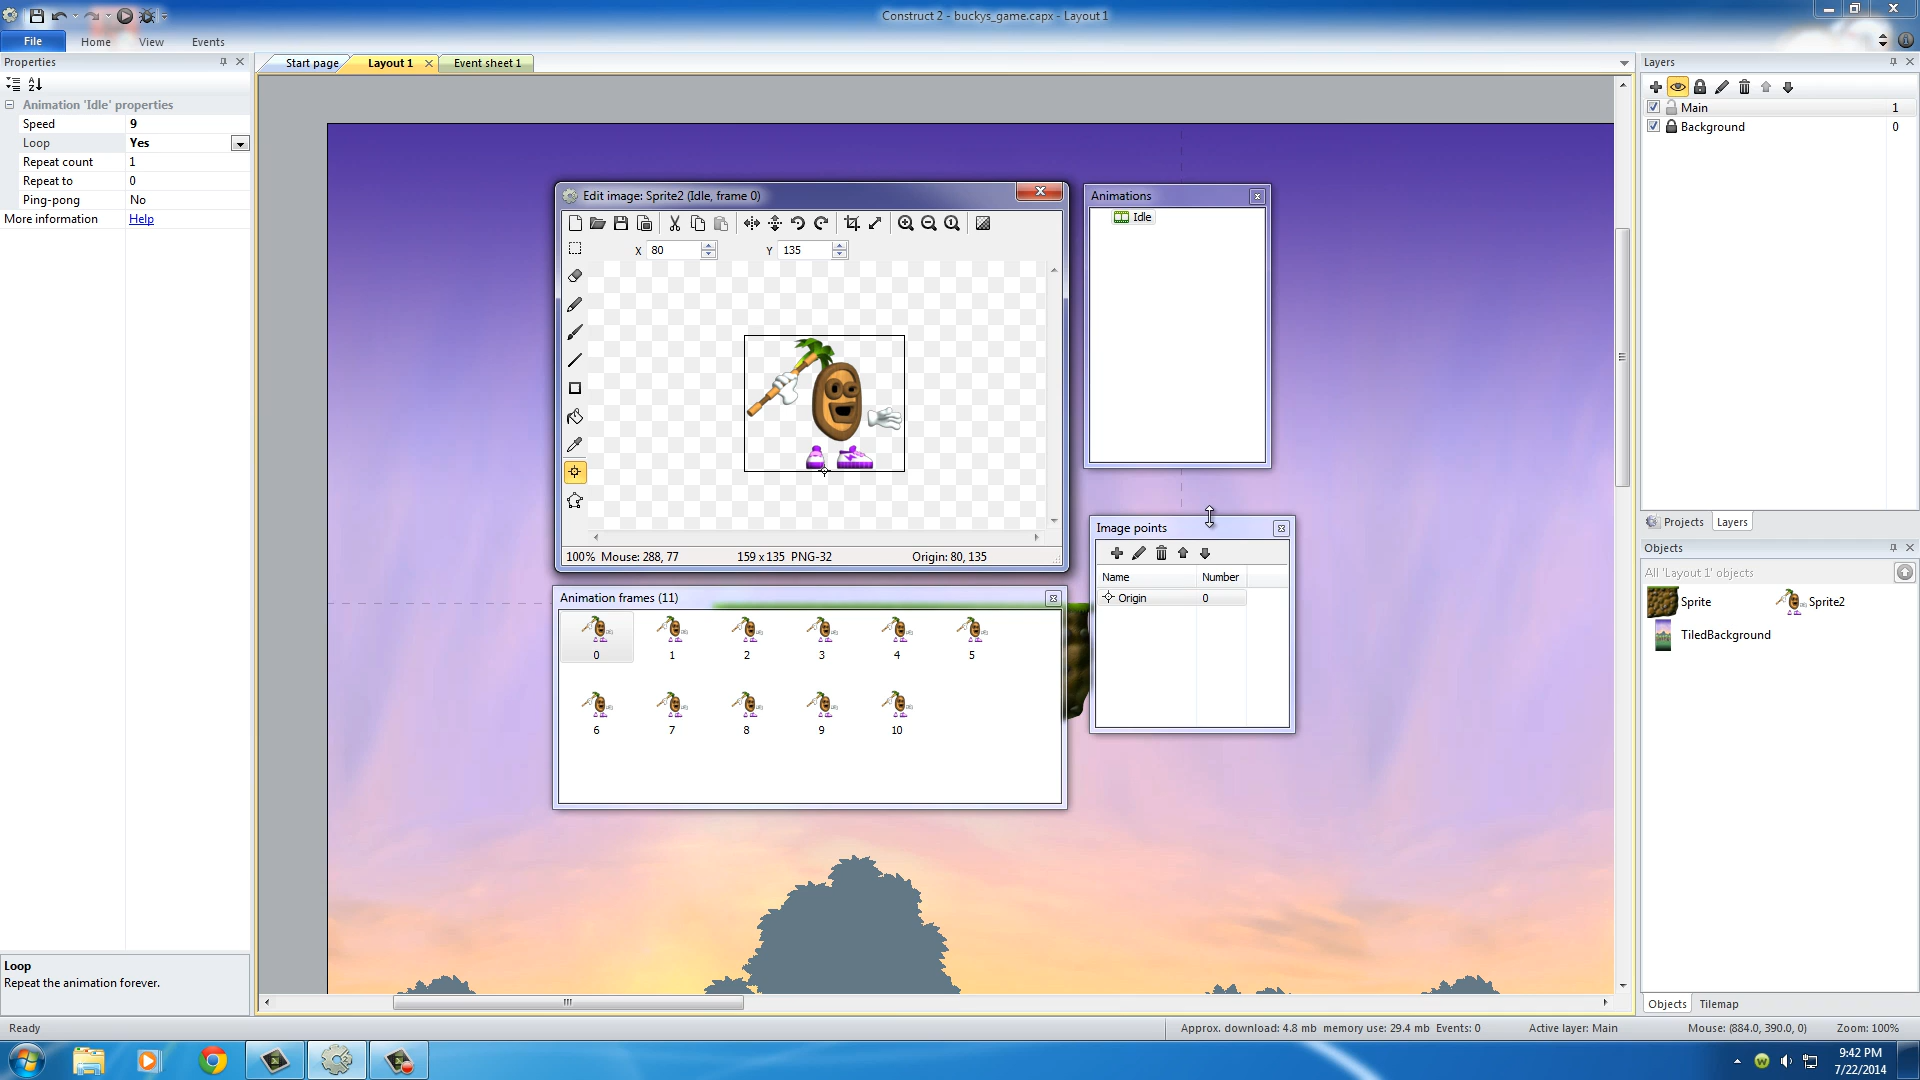 Construct 2 - buckys_game.capx - Layout 1
File Home View Events
Properties
Animation 'Idle' properties
Speed 9
Loop Yes
Repeat count 1
Repeat to 0
Ping-pong No
More information Help
Loop
Repeat the animation forever.
Start page Layout 1 Event sheet 1
Edit image: Sprite2 (Idle, frame 0)
X 80 Y 135
100% Mouse: 288, 77 159 x 135 PNG-32 Origin: 80, 135
Animations
Idle
Animation frames (11)
0 1 2 3 4 5
6 7 8 9 10
Image points
Name Number
Origin 0
Layers
Main 1
Background 0
Projects Layers
Objects
All 'Layout 1' objects
Sprite Sprite2
TiledBackground
Objects Tilemap
Ready Approx. download: 4.8 mb memory use: 29.4 mb Events: 0 Active layer: Main Mouse: (884.0, 390.0, 0) Zoom: 100%
9:42 PM
7/22/2014